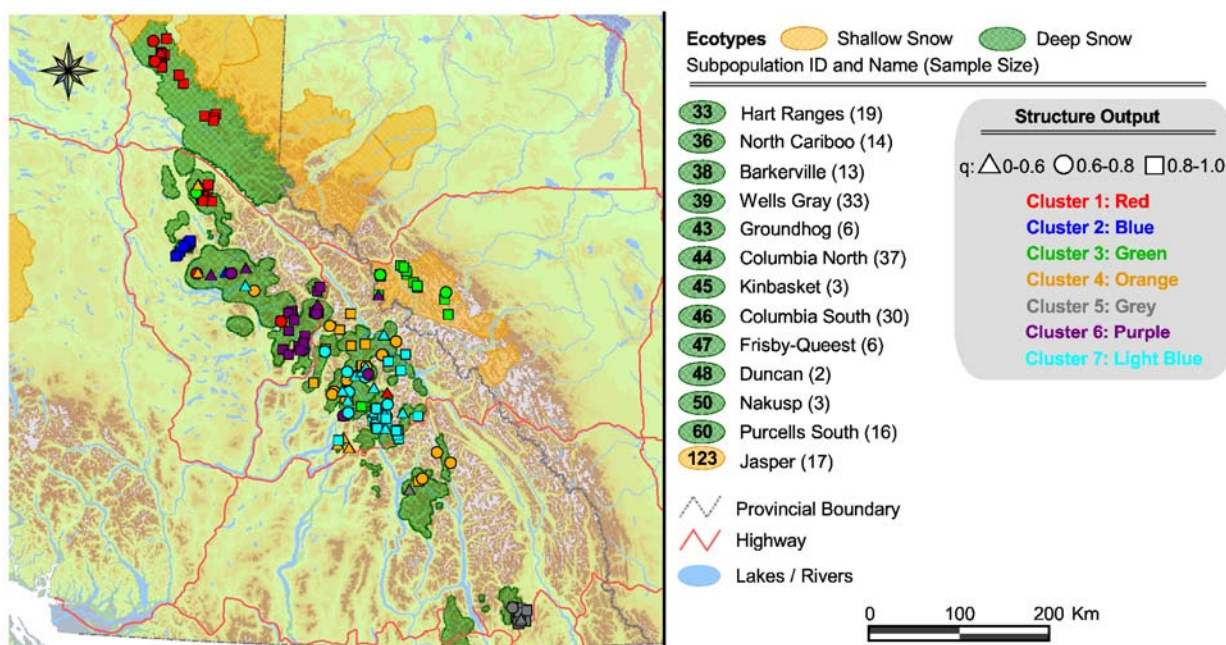 Ecotypes Shallow Snow Deep Snow
Subpopulation ID and Name (Sample Size)
33 Hart Ranges (19)
36 North Cariboo (14)
38 Barkerville (13)
39 Wells Gray (33)
43 Groundhog (6)
44 Columbia North (37)
45 Kinbasket (3)
46 Columbia South (30)
47 Frisby-Queest (6)
48 Duncan (2)
50 Nakusp (3)
60 Purcells South (16)
123 Jasper (17)
Provincial Boundary
Highway
Lakes / Rivers
Structure Output
q: 0-0.6 0.6-0.8 0.8-1.0
Cluster 1: Red
Cluster 2: Blue
Cluster 3: Green
Cluster 4: Orange
Cluster 5: Grey
Cluster 6: Purple
Cluster 7: Light Blue
0 100 200 Km